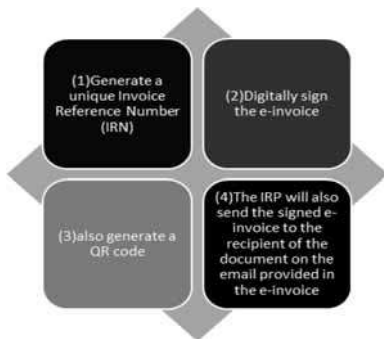 (1)Generate a
unique Invoice
Reference Number
(IRN)
(2)Digitally sign
the e-invoice
(3)also generate a
QR code
(4)The IRP will also
send the signed e-
invoice to the
recipient of the
document on the
email provided in
the e-invoice